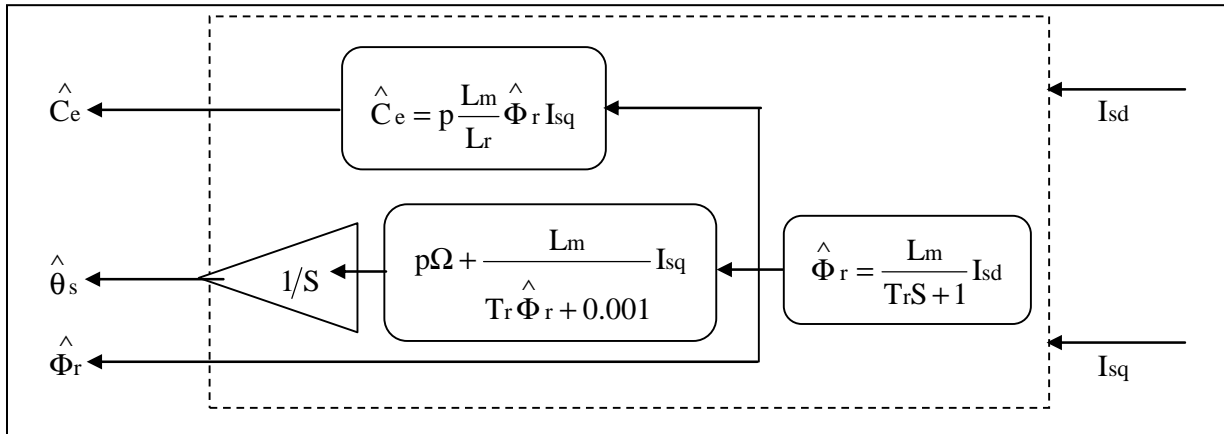 Ĉe
Ĉe = p Lm/Lr Φ̂r Isq
Isd
θ̂s
1/S
pΩ + Lm/(Tr Φ̂r + 0.001) Isq
Φ̂r = Lm/(TrS + 1) Isd
Φ̂r
Isq